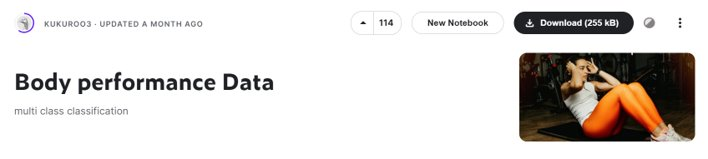 KUKUROO3 · UPDATED A MONTH AGO
114
New Notebook
Download (255 kB)
Body performance Data
multi class classification